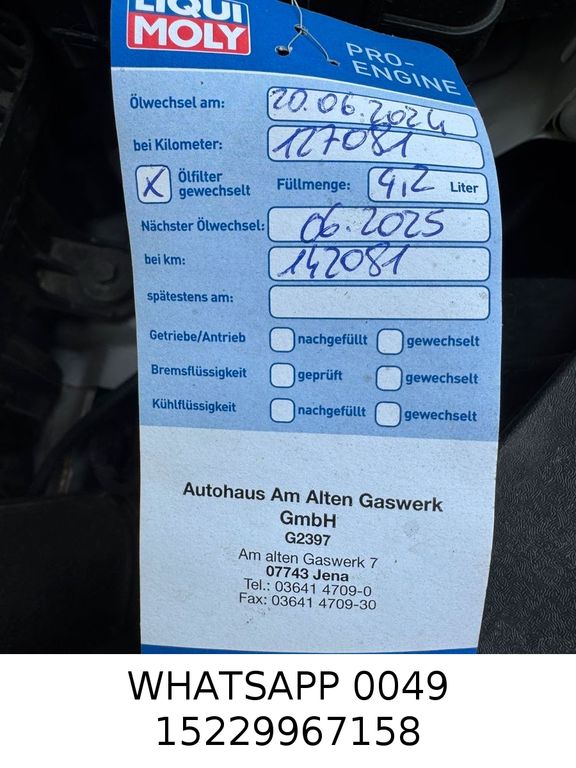 LIQUI
MOLY
PRO-
ENGINE
Ölwechsel am: 20.06.2024
bei Kilometer: 127081
X Ölfilter gewechselt Füllmenge: 4,2 Liter
Nächster Ölwechsel: 06.2025
bei km: 142081
spätestens am:
Getriebe/Antrieb nachgefüllt gewechselt
Bremsflüssigkeit geprüft gewechselt
Kühlflüssigkeit nachgefüllt gewechselt
Autohaus Am Alten Gaswerk
GmbH
G2397
Am alten Gaswerk 7
07743 Jena
Tel.: 03641 4709-0
Fax: 03641 4709-30
WHATSAPP 0049
15229967158